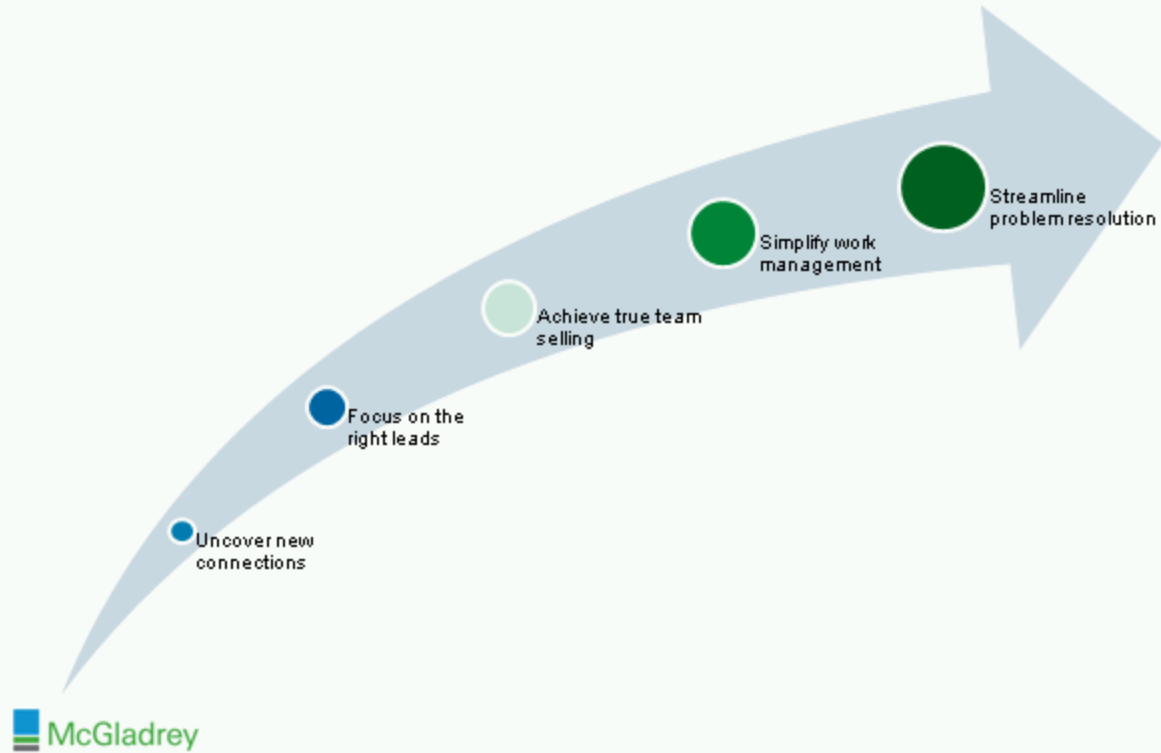 Streamline
problem resolution
Simplify work
management
Achieve true team
selling
Focus on the
right leads
Uncover new
connections
McGladrey